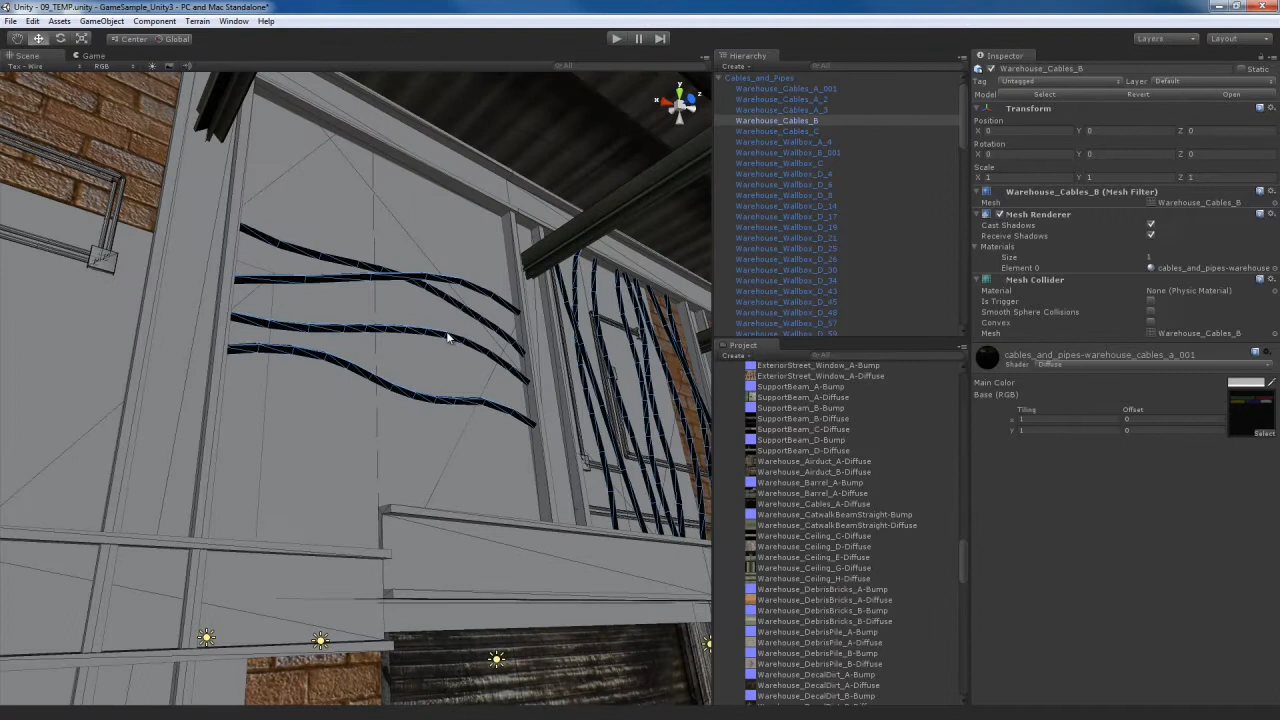 Unity - 09_TEMP.unity - GameSample_Unity3 - PC and Mac Standalone*
File Edit Assets GameObject Component Terrain Window Help
Center Global Layers Layout
Scene Game
Tex - Wire RGB All
Hierarchy
Create All
Cables_and_Pipes
Warehouse_Cables_A_001
Warehouse_Cables_A_2
Warehouse_Cables_A_3
Warehouse_Cables_B
Warehouse_Cables_C
Warehouse_Wallbox_A_4
Warehouse_Wallbox_B_001
Warehouse_Wallbox_C
Warehouse_Wallbox_D_4
Warehouse_Wallbox_D_6
Warehouse_Wallbox_D_8
Warehouse_Wallbox_D_14
Warehouse_Wallbox_D_17
Warehouse_Wallbox_D_19
Warehouse_Wallbox_D_21
Warehouse_Wallbox_D_25
Warehouse_Wallbox_D_26
Warehouse_Wallbox_D_30
Warehouse_Wallbox_D_34
Warehouse_Wallbox_D_43
Warehouse_Wallbox_D_45
Warehouse_Wallbox_D_48
Warehouse_Wallbox_D_57
Warehouse_Wallbox_D_59
Project
Create All
ExteriorStreet_Window_A-Bump
ExteriorStreet_Window_A-Diffuse
SupportBeam_A-Bump
SupportBeam_A-Diffuse
SupportBeam_B-Bump
SupportBeam_B-Diffuse
SupportBeam_C-Diffuse
SupportBeam_D-Bump
SupportBeam_D-Diffuse
Warehouse_Airduct_A-Diffuse
Warehouse_Airduct_B-Diffuse
Warehouse_Barrel_A-Bump
Warehouse_Barrel_A-Diffuse
Warehouse_Cables_A-Diffuse
Warehouse_CatwalkBeamStraight-Bump
Warehouse_CatwalkBeamStraight-Diffuse
Warehouse_Ceiling_C-Diffuse
Warehouse_Ceiling_D-Diffuse
Warehouse_Ceiling_E-Diffuse
Warehouse_Ceiling_G-Diffuse
Warehouse_Ceiling_H-Diffuse
Warehouse_DebrisBricks_A-Bump
Warehouse_DebrisBricks_A-Diffuse
Warehouse_DebrisBricks_B-Bump
Warehouse_DebrisBricks_B-Diffuse
Warehouse_DebrisPile_A-Bump
Warehouse_DebrisPile_A-Diffuse
Warehouse_DebrisPile_B-Bump
Warehouse_DebrisPile_B-Diffuse
Warehouse_DecalDirt_A-Bump
Warehouse_DecalDirt_A-Diffuse
Warehouse_DecalDirt_B-Bump
Inspector
Warehouse_Cables_B Static
Tag Untagged Layer Default
Model Select Revert Open
Transform
Position
X 0 Y 0 Z 0
Rotation
X 0 Y 0 Z 0
Scale
X 1 Y 1 Z 1
Warehouse_Cables_B (Mesh Filter)
Mesh Warehouse_Cables_B
Mesh Renderer
Cast Shadows
Receive Shadows
Materials
Size 1
Element 0 cables_and_pipes-warehouse
Mesh Collider
Material None (Physic Material)
Is Trigger
Smooth Sphere Collisions
Convex
Mesh Warehouse_Cables_B
cables_and_pipes-warehouse_cables_a_001
Shader Diffuse
Main Color
Base (RGB)
Tiling Offset
x 1 0
y 1 0
Select